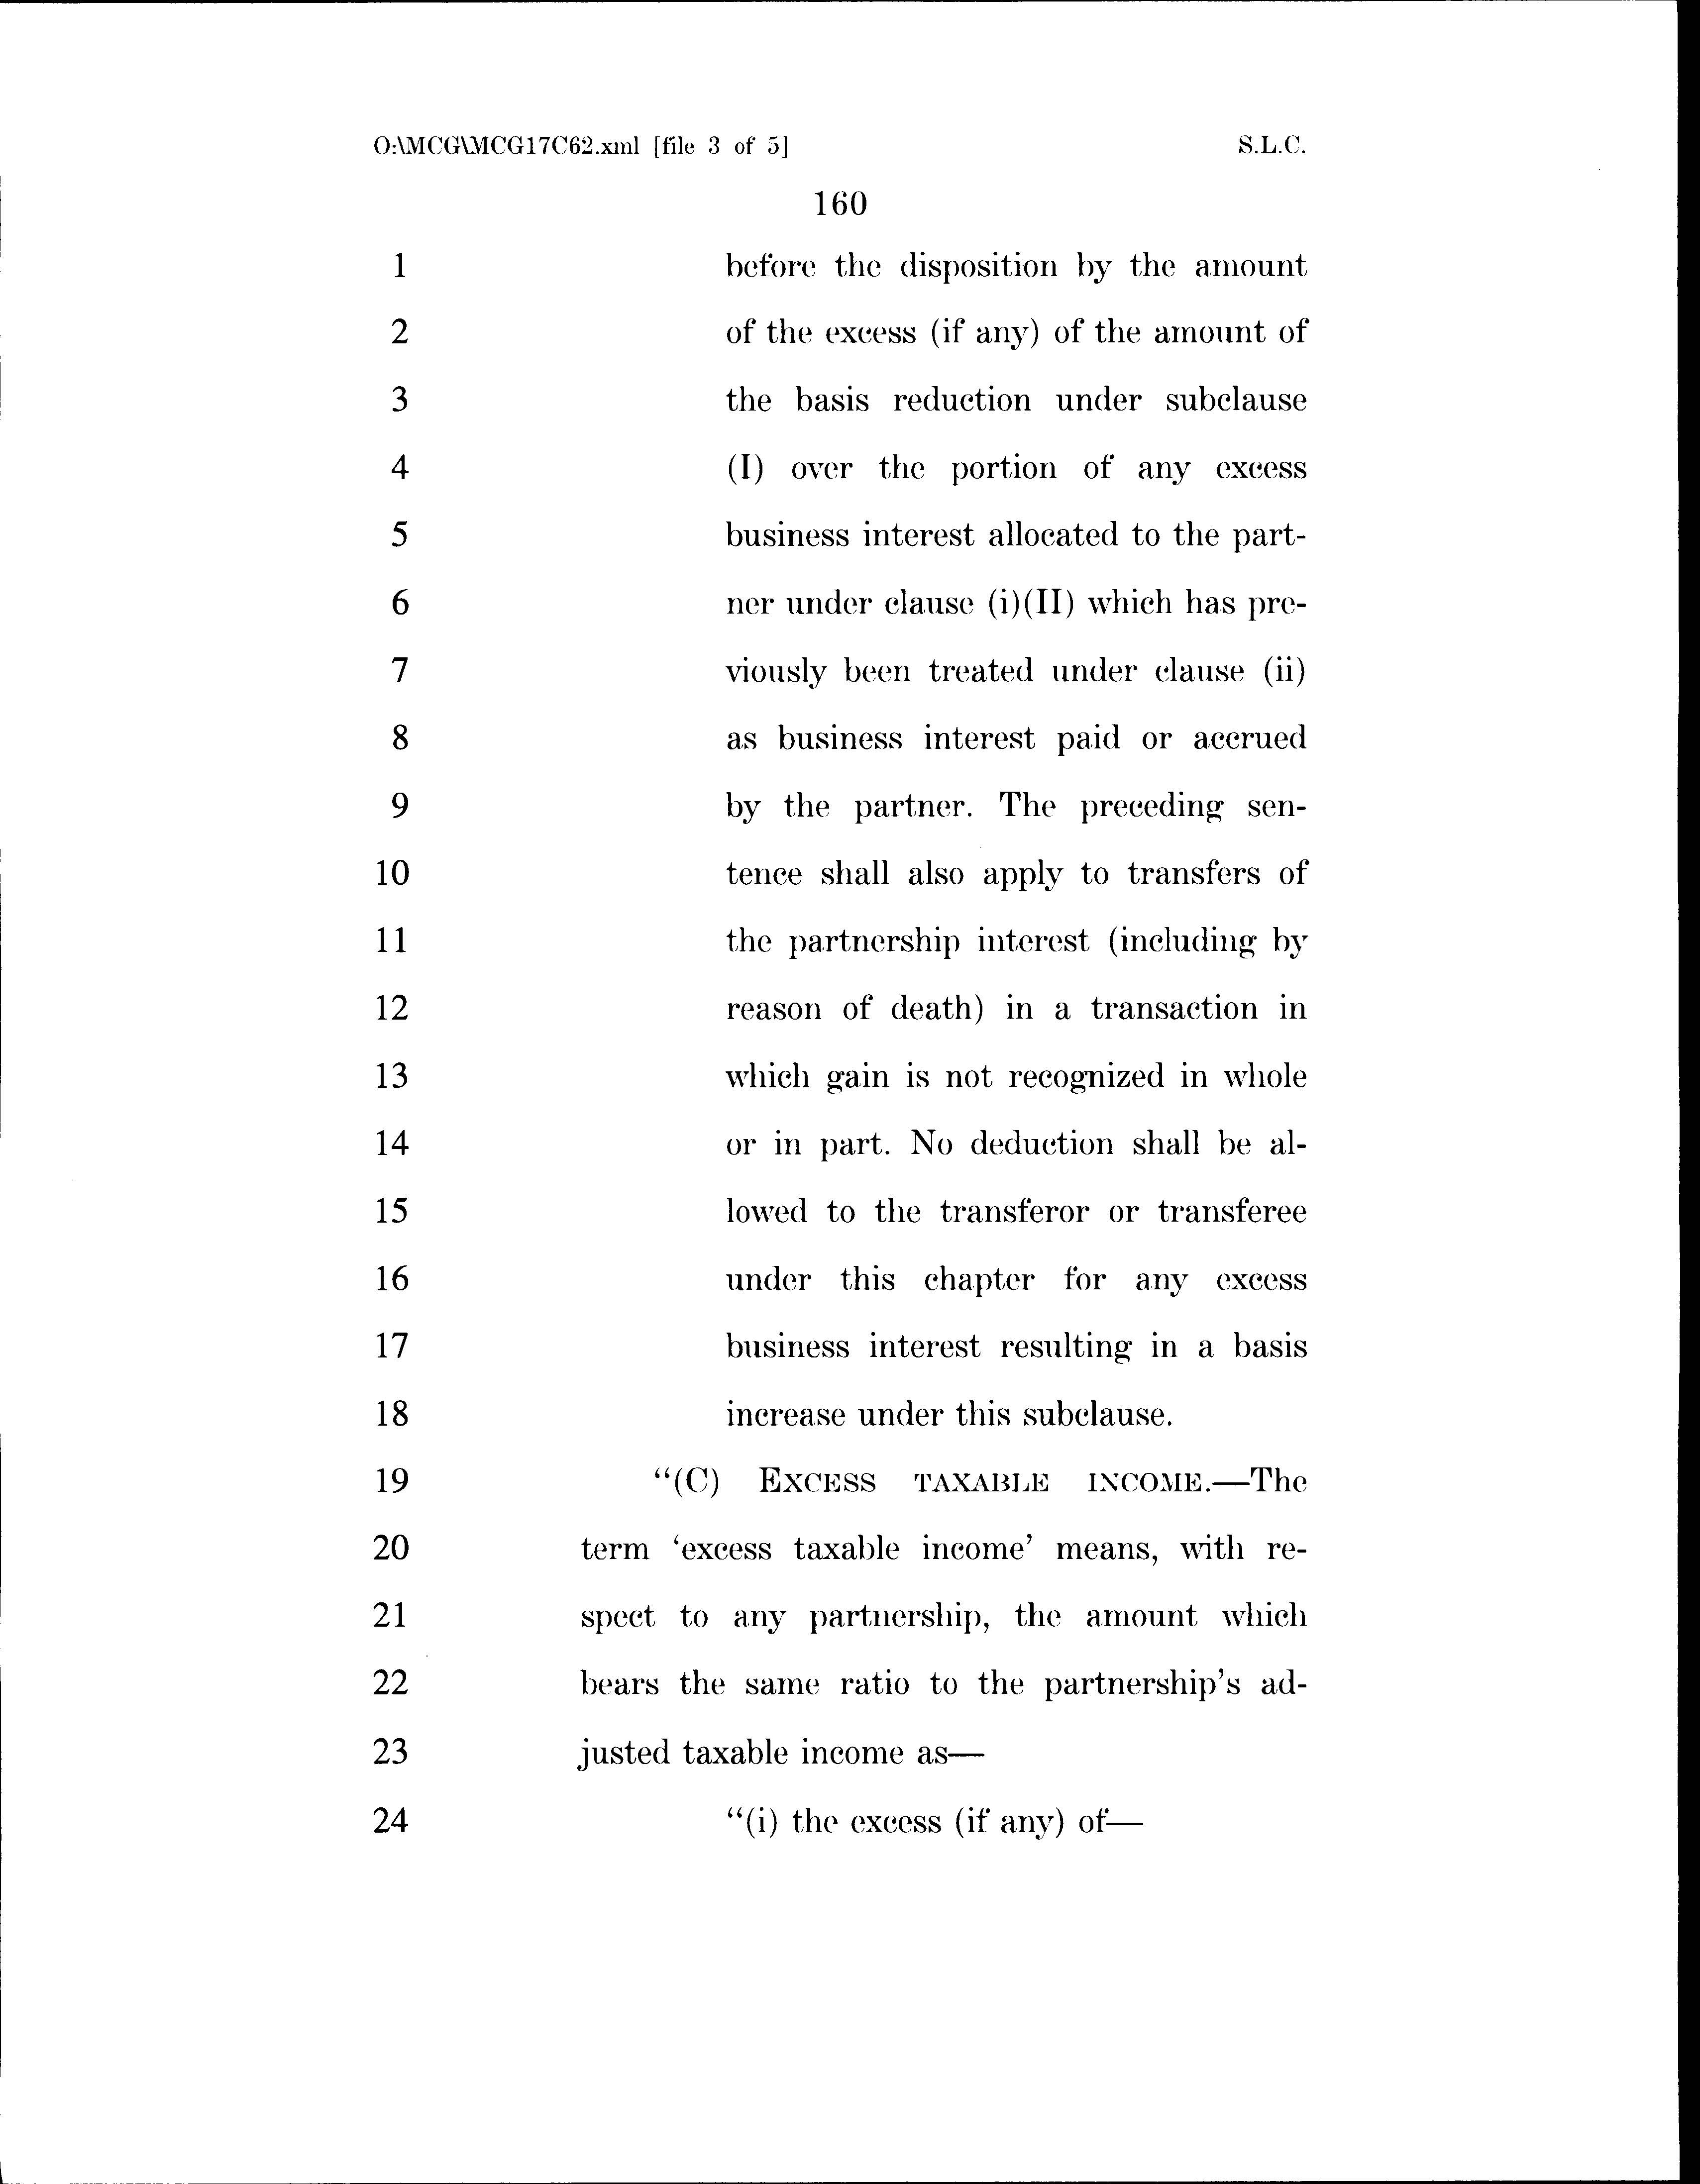 O:\MCG\MCG17C62.xml [file 3 of 5] S.L.C.
160
1 before the disposition by the amount
2 of the excess (if any) of the amount of
3 the basis reduction under subclause
4 (I) over the portion of any excess
5 business interest allocated to the part-
6 ner under clause (i)(II) which has pre-
7 viously been treated under clause (ii)
8 as business interest paid or accrued
9 by the partner. The preceding sen-
10 tence shall also apply to transfers of
11 the partnership interest (including by
12 reason of death) in a transaction in
13 which gain is not recognized in whole
14 or in part. No deduction shall be al-
15 lowed to the transferor or transferee
16 under this chapter for any excess
17 business interest resulting in a basis
18 increase under this subclause.
19 “(C) EXCESS TAXABLE INCOME.—The
20 term ‘excess taxable income’ means, with re-
21 spect to any partnership, the amount which
22 bears the same ratio to the partnership’s ad-
23 justed taxable income as—
24 “(i) the excess (if any) of—